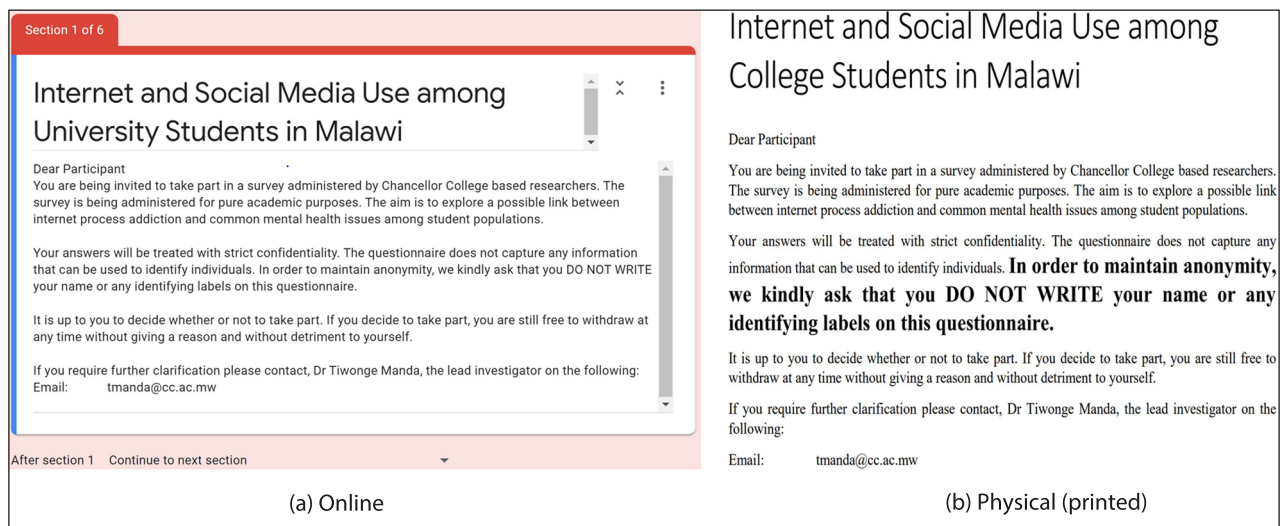 Section 1 of 6
Internet and Social Media Use among
University Students in Malawi
Dear Participant
You are being invited to take part in a survey administered by Chancellor College based researchers. The
survey is being administered for pure academic purposes. The aim is to explore a possible link between
internet process addiction and common mental health issues among student populations.
Your answers will be treated with strict confidentiality. The questionnaire does not capture any information
that can be used to identify individuals. In order to maintain anonymity, we kindly ask that you DO NOT WRITE
your name or any identifying labels on this questionnaire.
It is up to you to decide whether or not to take part. If you decide to take part, you are still free to withdraw at
any time without giving a reason and without detriment to yourself.
If you require further clarification please contact, Dr Tiwonge Manda, the lead investigator on the following:
Email: tmanda@cc.ac.mw
After section 1 Continue to next section
(a) Online
Internet and Social Media Use among
College Students in Malawi
Dear Participant
You are being invited to take part in a survey administered by Chancellor College based researchers.
The survey is being administered for pure academic purposes. The aim is to explore a possible link
between internet process addiction and common mental health issues among student populations.
Your answers will be treated with strict confidentiality. The questionnaire does not capture any
information that can be used to identify individuals. In order to maintain anonymity,
we kindly ask that you DO NOT WRITE your name or any
identifying labels on this questionnaire.
It is up to you to decide whether or not to take part. If you decide to take part, you are still free to
withdraw at any time without giving a reason and without detriment to yourself.
If you require further clarification please contact, Dr Tiwonge Manda, the lead investigator on the
following:
Email: tmanda@cc.ac.mw
(b) Physical (printed)